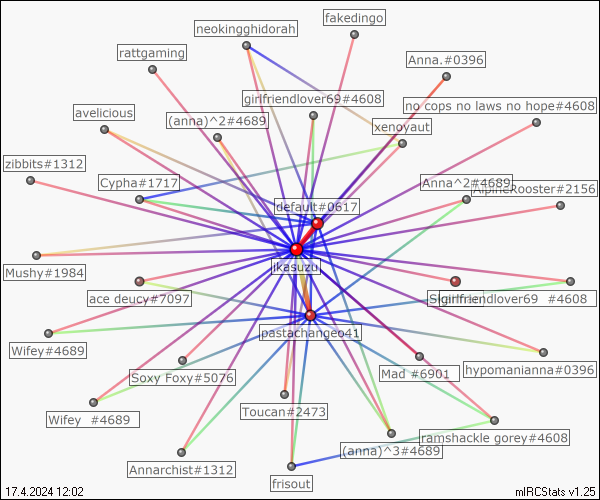 fakedingo
neokingghidorah
rattgaming
Anna.#0396
girlfriendlover69#4608
no cops no laws no hope#4608
avelicious
(anna)^2#4689
xenoyaut
zibbits#1312
Cypha#1717
Anna^2#4689
AlpineRooster#2156
default#0617
jkasuzu
Mushy#1984
ace deucy#7097
girlfriendlover69 #4608
pastachangeo41
Wifey#4689
hypomanianna#0396
Soxy Foxy#5076
Mad #6901
Toucan#2473
Wifey #4689
ramshackle gorey#4608
(anna)^3#4689
Annarchist#1312
frisout
17.4.2024 12:02
mIRCStats v1.25